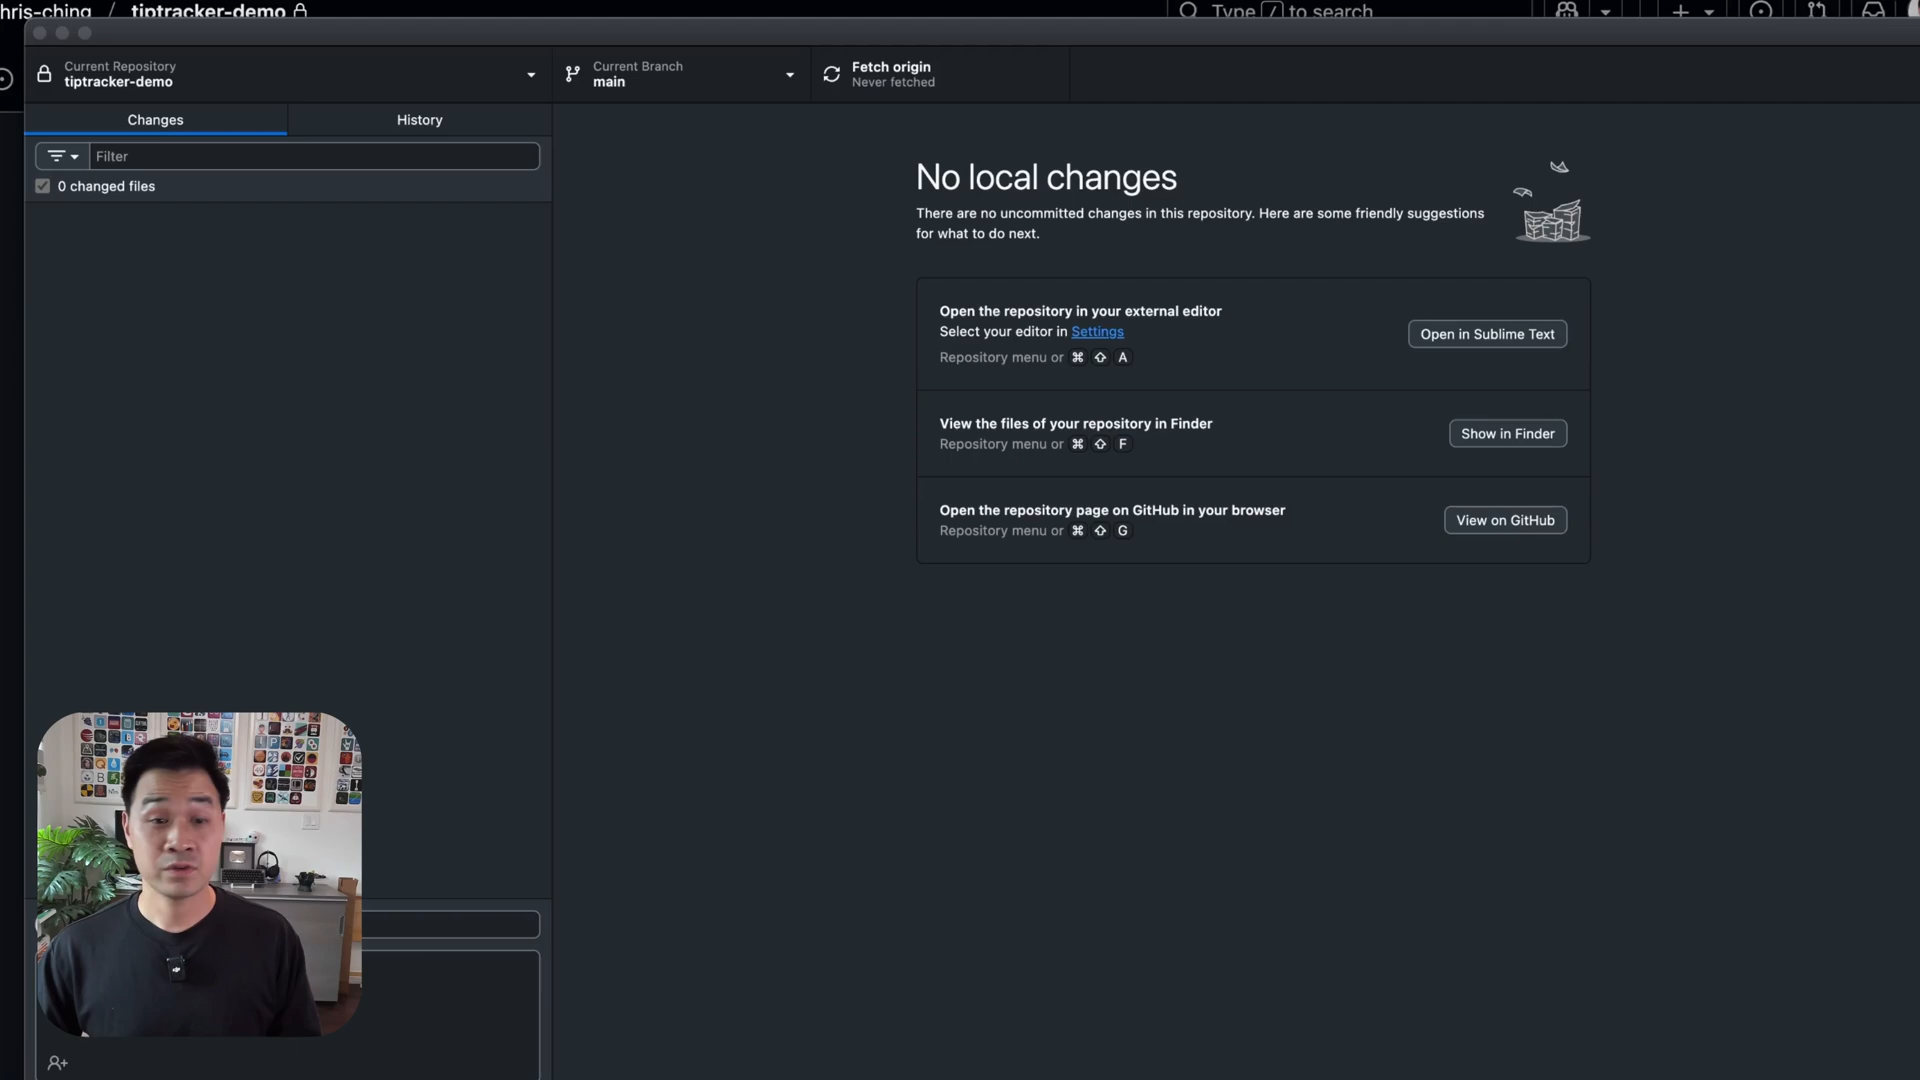 hris-ching / tiptracker-demo
Type / to search
Current Repository
tiptracker-demo
Current Branch
main
Fetch origin
Never fetched
Changes
History
Filter
0 changed files
No local changes
There are no uncommitted changes in this repository. Here are some friendly suggestions
for what to do next.
Open the repository in your external editor
Select your editor in Settings
Repository menu or ⌘ ⇧ A
Open in Sublime Text
View the files of your repository in Finder
Repository menu or ⌘ ⇧ F
Show in Finder
Open the repository page on GitHub in your browser
Repository menu or ⌘ ⇧ G
View on GitHub